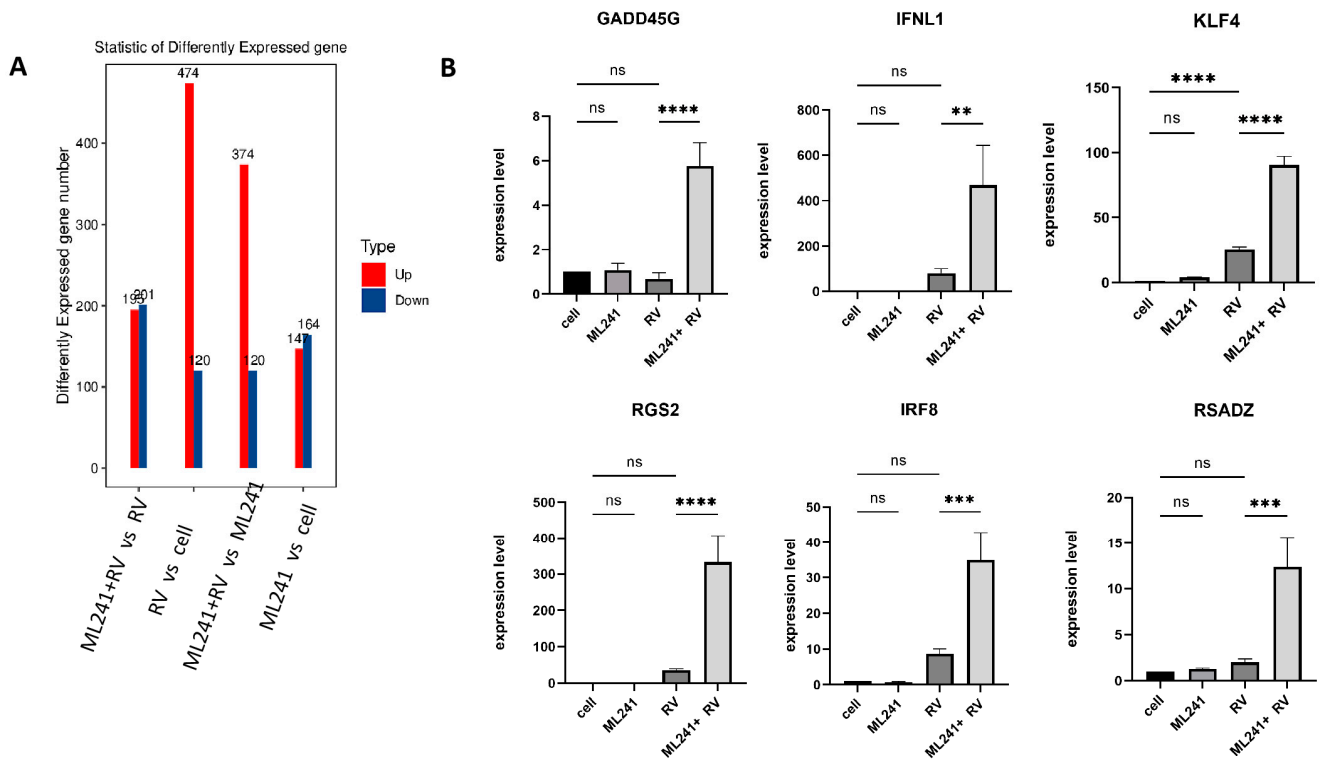 A
Statistic of Differently Expressed gene
Differently Expressed gene number
400
300
200
100
0
195
201
474
120
374
120
147
164
ML241+RV vs RV
RV vs cell
ML241+RV vs ML241
ML241 vs cell
Type
Up
Down
B
GADD45G
ns
ns
****
expression level
8
6
4
2
0
cell
ML241
RV
ML241+ RV
IFNL1
ns
ns
**
expression level
800
600
400
200
0
cell
ML241
RV
ML241+ RV
KLF4
****
ns
****
expression level
150
100
50
0
cell
ML241
RV
ML241+ RV
RGS2
ns
ns
****
expression level
500
400
300
200
100
0
cell
ML241
RV
ML241+ RV
IRF8
ns
ns
***
expression level
50
40
30
20
10
0
cell
ML241
RV
ML241+ RV
RSADZ
ns
ns
***
expression level
20
15
10
5
0
cell
ML241
RV
ML241+ RV